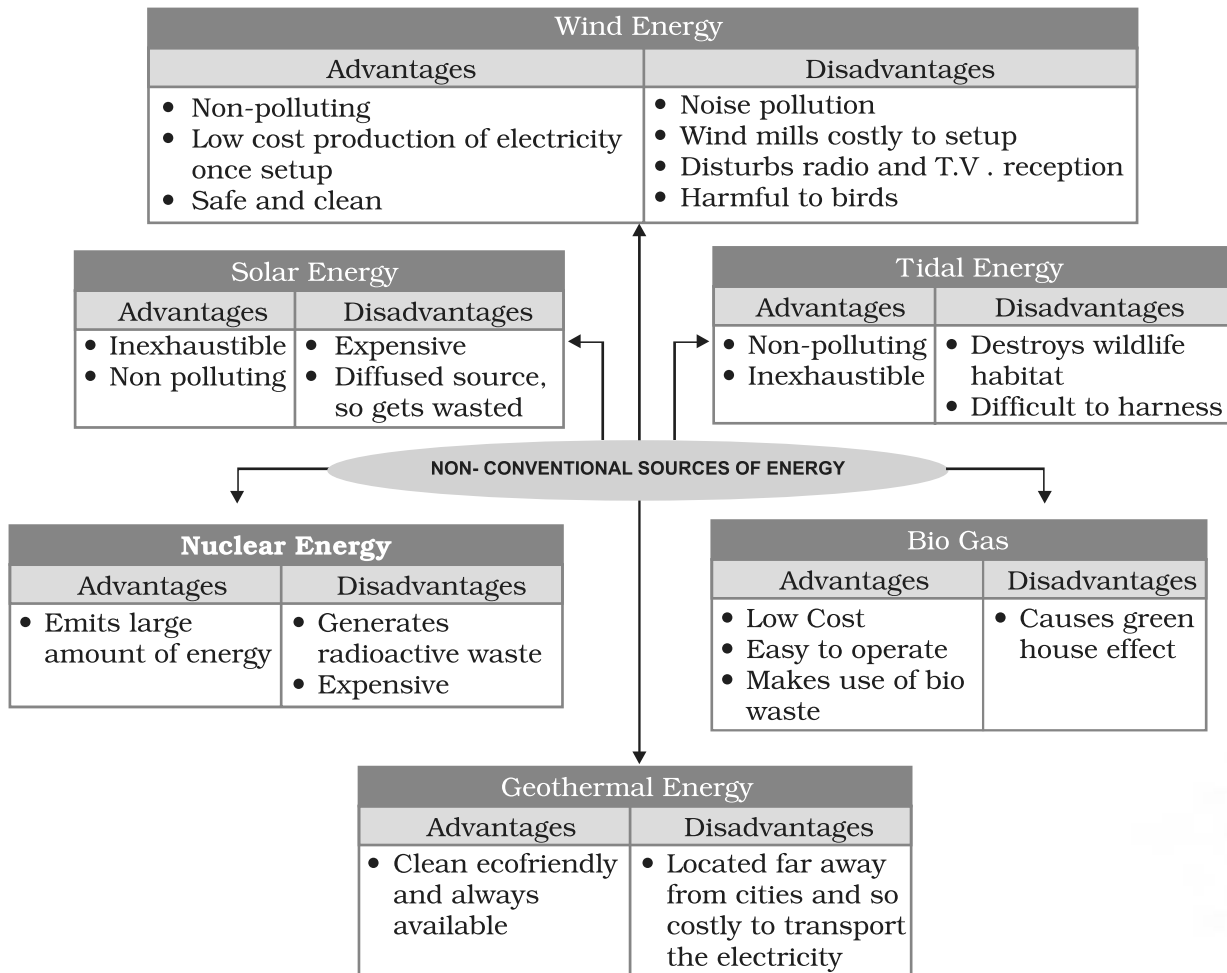 Wind Energy
Advantages
• Non-polluting
• Low cost production of electricity
once setup
• Safe and clean
Disadvantages
• Noise pollution
• Wind mills costly to setup
• Disturbs radio and T.V . reception
• Harmful to birds
Solar Energy
Advantages
• Inexhaustible
• Non polluting
Disadvantages
• Expensive
• Diffused source,
so gets wasted
Tidal Energy
Advantages
• Non-polluting
• Inexhaustible
Disadvantages
• Destroys wildlife
habitat
• Difficult to harness
NON- CONVENTIONAL SOURCES OF ENERGY
Nuclear Energy
Advantages
• Emits large
amount of energy
Disadvantages
• Generates
radioactive waste
• Expensive
Bio Gas
Advantages
• Low Cost
• Easy to operate
• Makes use of bio
waste
Disadvantages
• Causes green
house effect
Geothermal Energy
Advantages
• Clean ecofriendly
and always
available
Disadvantages
• Located far away
from cities and so
costly to transport
the electricity